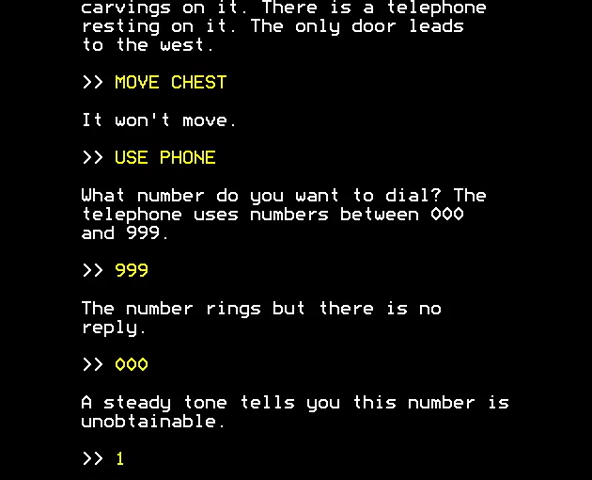 carvings on it. There is a telephone
resting on it. The only door leads
to the west.
>> MOVE CHEST
It won't move.
>> USE PHONE
What number do you want to dial? The
telephone uses numbers between 000
and 999.
>> 999
The number rings but there is no
reply.
>> 000
A steady tone tells you this number is
unobtainable.
>> 1